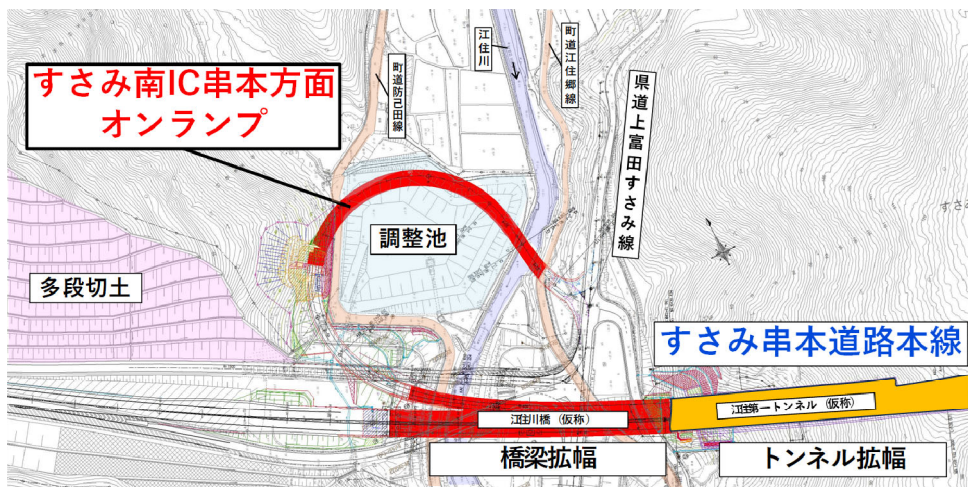 すさみ南IC串本方面
オンランプ
町道防己田線
江住川
町道江住郷線
県道上富田すさみ線
調整池
多段切土
すさみ串本道路本線
江住第一トンネル（仮称）
江住川橋（仮称）
橋梁拡幅
トンネル拡幅